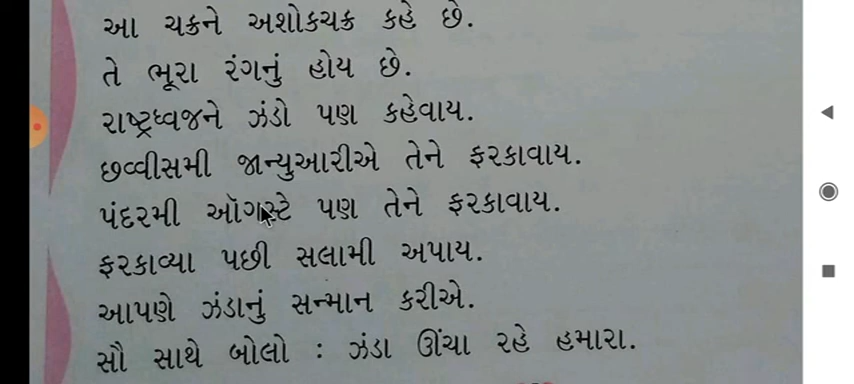 આ ચક્રને અશોકચક્ર કહે છે.
તે ભૂરા રંગનું હોય છે.
રાષ્ટ્રધ્વજને ઝંડો પણ કહેવાય.
છવ્વીસમી જાન્યુઆરીએ તેને ફરકાવાય.
પંદરમી ઑગસ્ટે પણ તેને ફરકાવાય.
ફરકાવ્યા પછી સલામી અપાય.
આપણે ઝંડાનું સન્માન કરીએ.
સૌ સાથે બોલો : ઝંડા ઊંચા રહે હમારા.